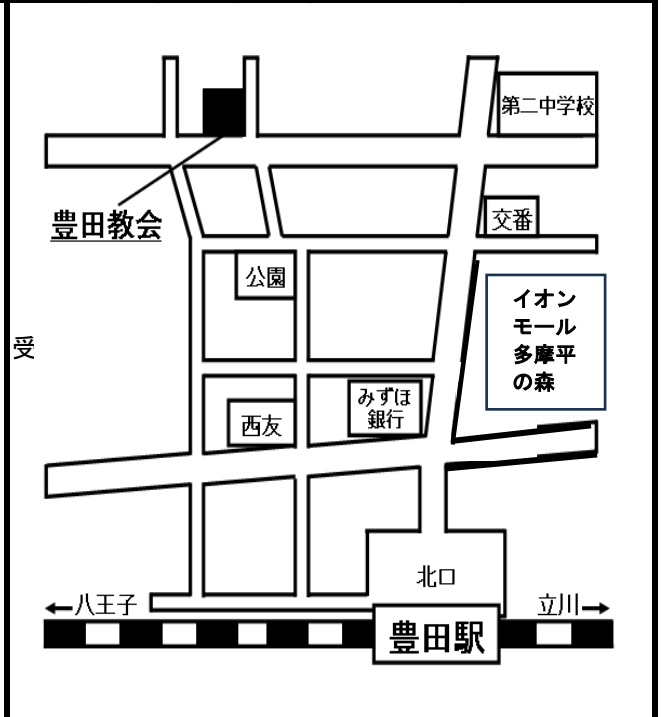 第二中学校
豊田教会
交番
公園
イオン
モール
多摩平
の森
受
みずほ
銀行
西友
北口
←八王子
立川→
豊田駅